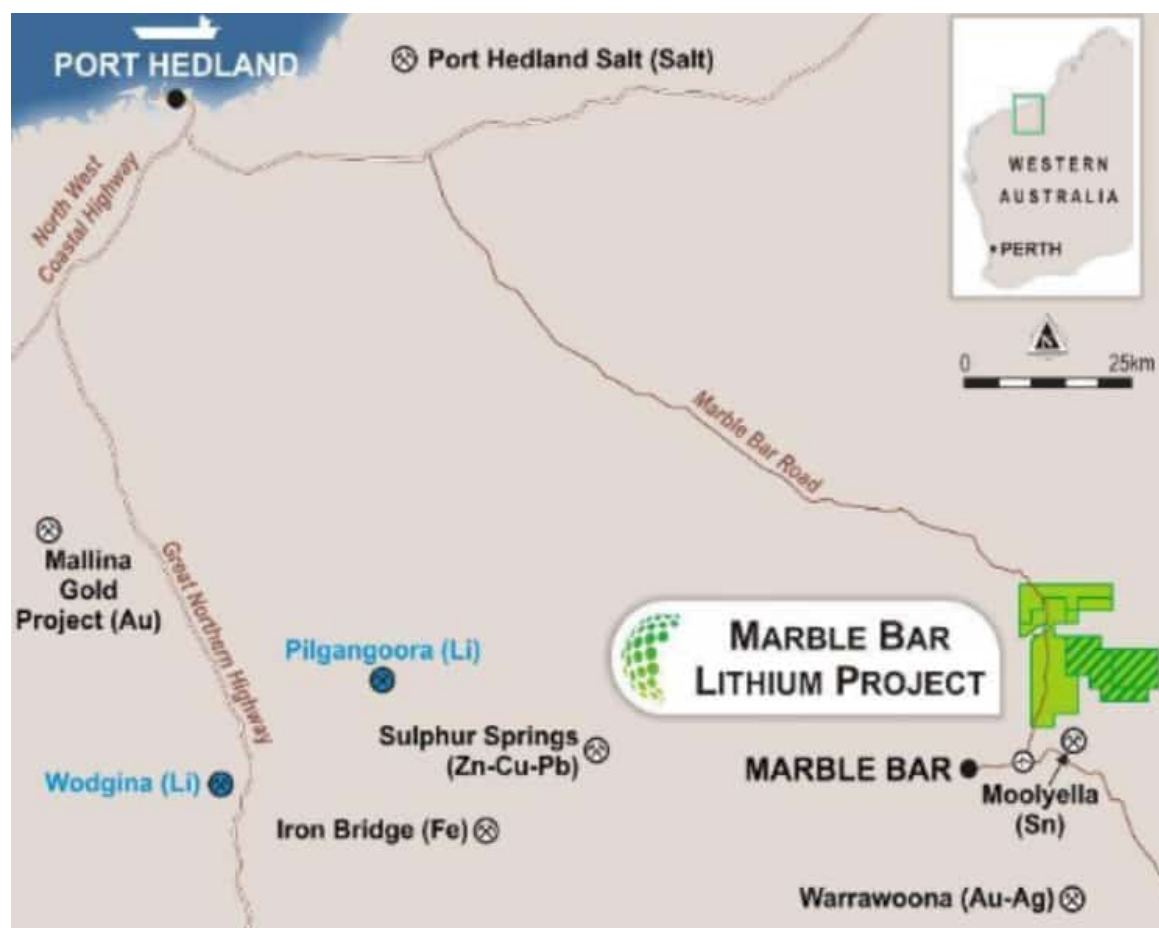 PORT HEDLAND
Port Hedland Salt (Salt)
North West
Coastal Highway
WESTERN
AUSTRALIA
PERTH
N
0 25km
Marble Bar Road
Mallina
Gold
Project (Au)
Great Northern Highway
Pilgangoora (Li)
MARBLE BAR
LITHIUM PROJECT
Sulphur Springs
(Zn-Cu-Pb)
Wodgina (Li)
MARBLE BAR
Moolyella
(Sn)
Iron Bridge (Fe)
Warrawoona (Au-Ag)